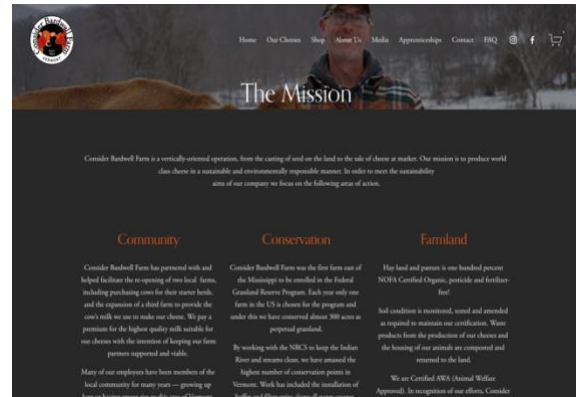 Consider Bardwell Farm
VERMONT
Home Our Cheeses Shop About Us Media Apprenticeships Contact FAQ
The Mission
Consider Bardwell Farm is a vertically-oriented operation, from the casting of seed on the land to the sale of cheese at market. Our mission is to produce world
class cheese in a sustainable and environmentally responsible manner. In order to meet the sustainability
aims of our company we focus on the following areas of action.
Community
Consider Bardwell Farm has partnered with and
helped facilitate the re-opening of two local farms,
including purchasing cows for their starter herds,
and the expansion of a third farm to provide the
cow's milk we use to make our cheese. We pay a
premium for the highest quality milk suitable for
our cheeses with the intention of keeping our farm
partners supported and viable.
Many of our employees have been members of the
local community for many years — growing up
here or having strong ties to this area of Vermont
Conservation
Consider Bardwell Farm was the first farm east of
the Mississippi to be enrolled in the Federal
Grassland Reserve Program. Each year only one
farm in the US is chosen for the program and
under this we have conserved almost 300 acres as
perpetual grassland.
By working with the NRCS to keep the Indian
River and streams clean, we have amassed the
highest number of conservation points in
Vermont. Work has included the installation of
Farmland
Hay land and pasture is one hundred percent
NOFA Certified Organic, pesticide and fertilizer-
free!
Soil condition is monitored, tested and amended
as required to maintain our certification. Waste
products from the production of our cheeses and
the housing of our animals are composted and
returned to the land.
We are Certified AWA (Animal Welfare
Approved). In recognition of our efforts, Consider